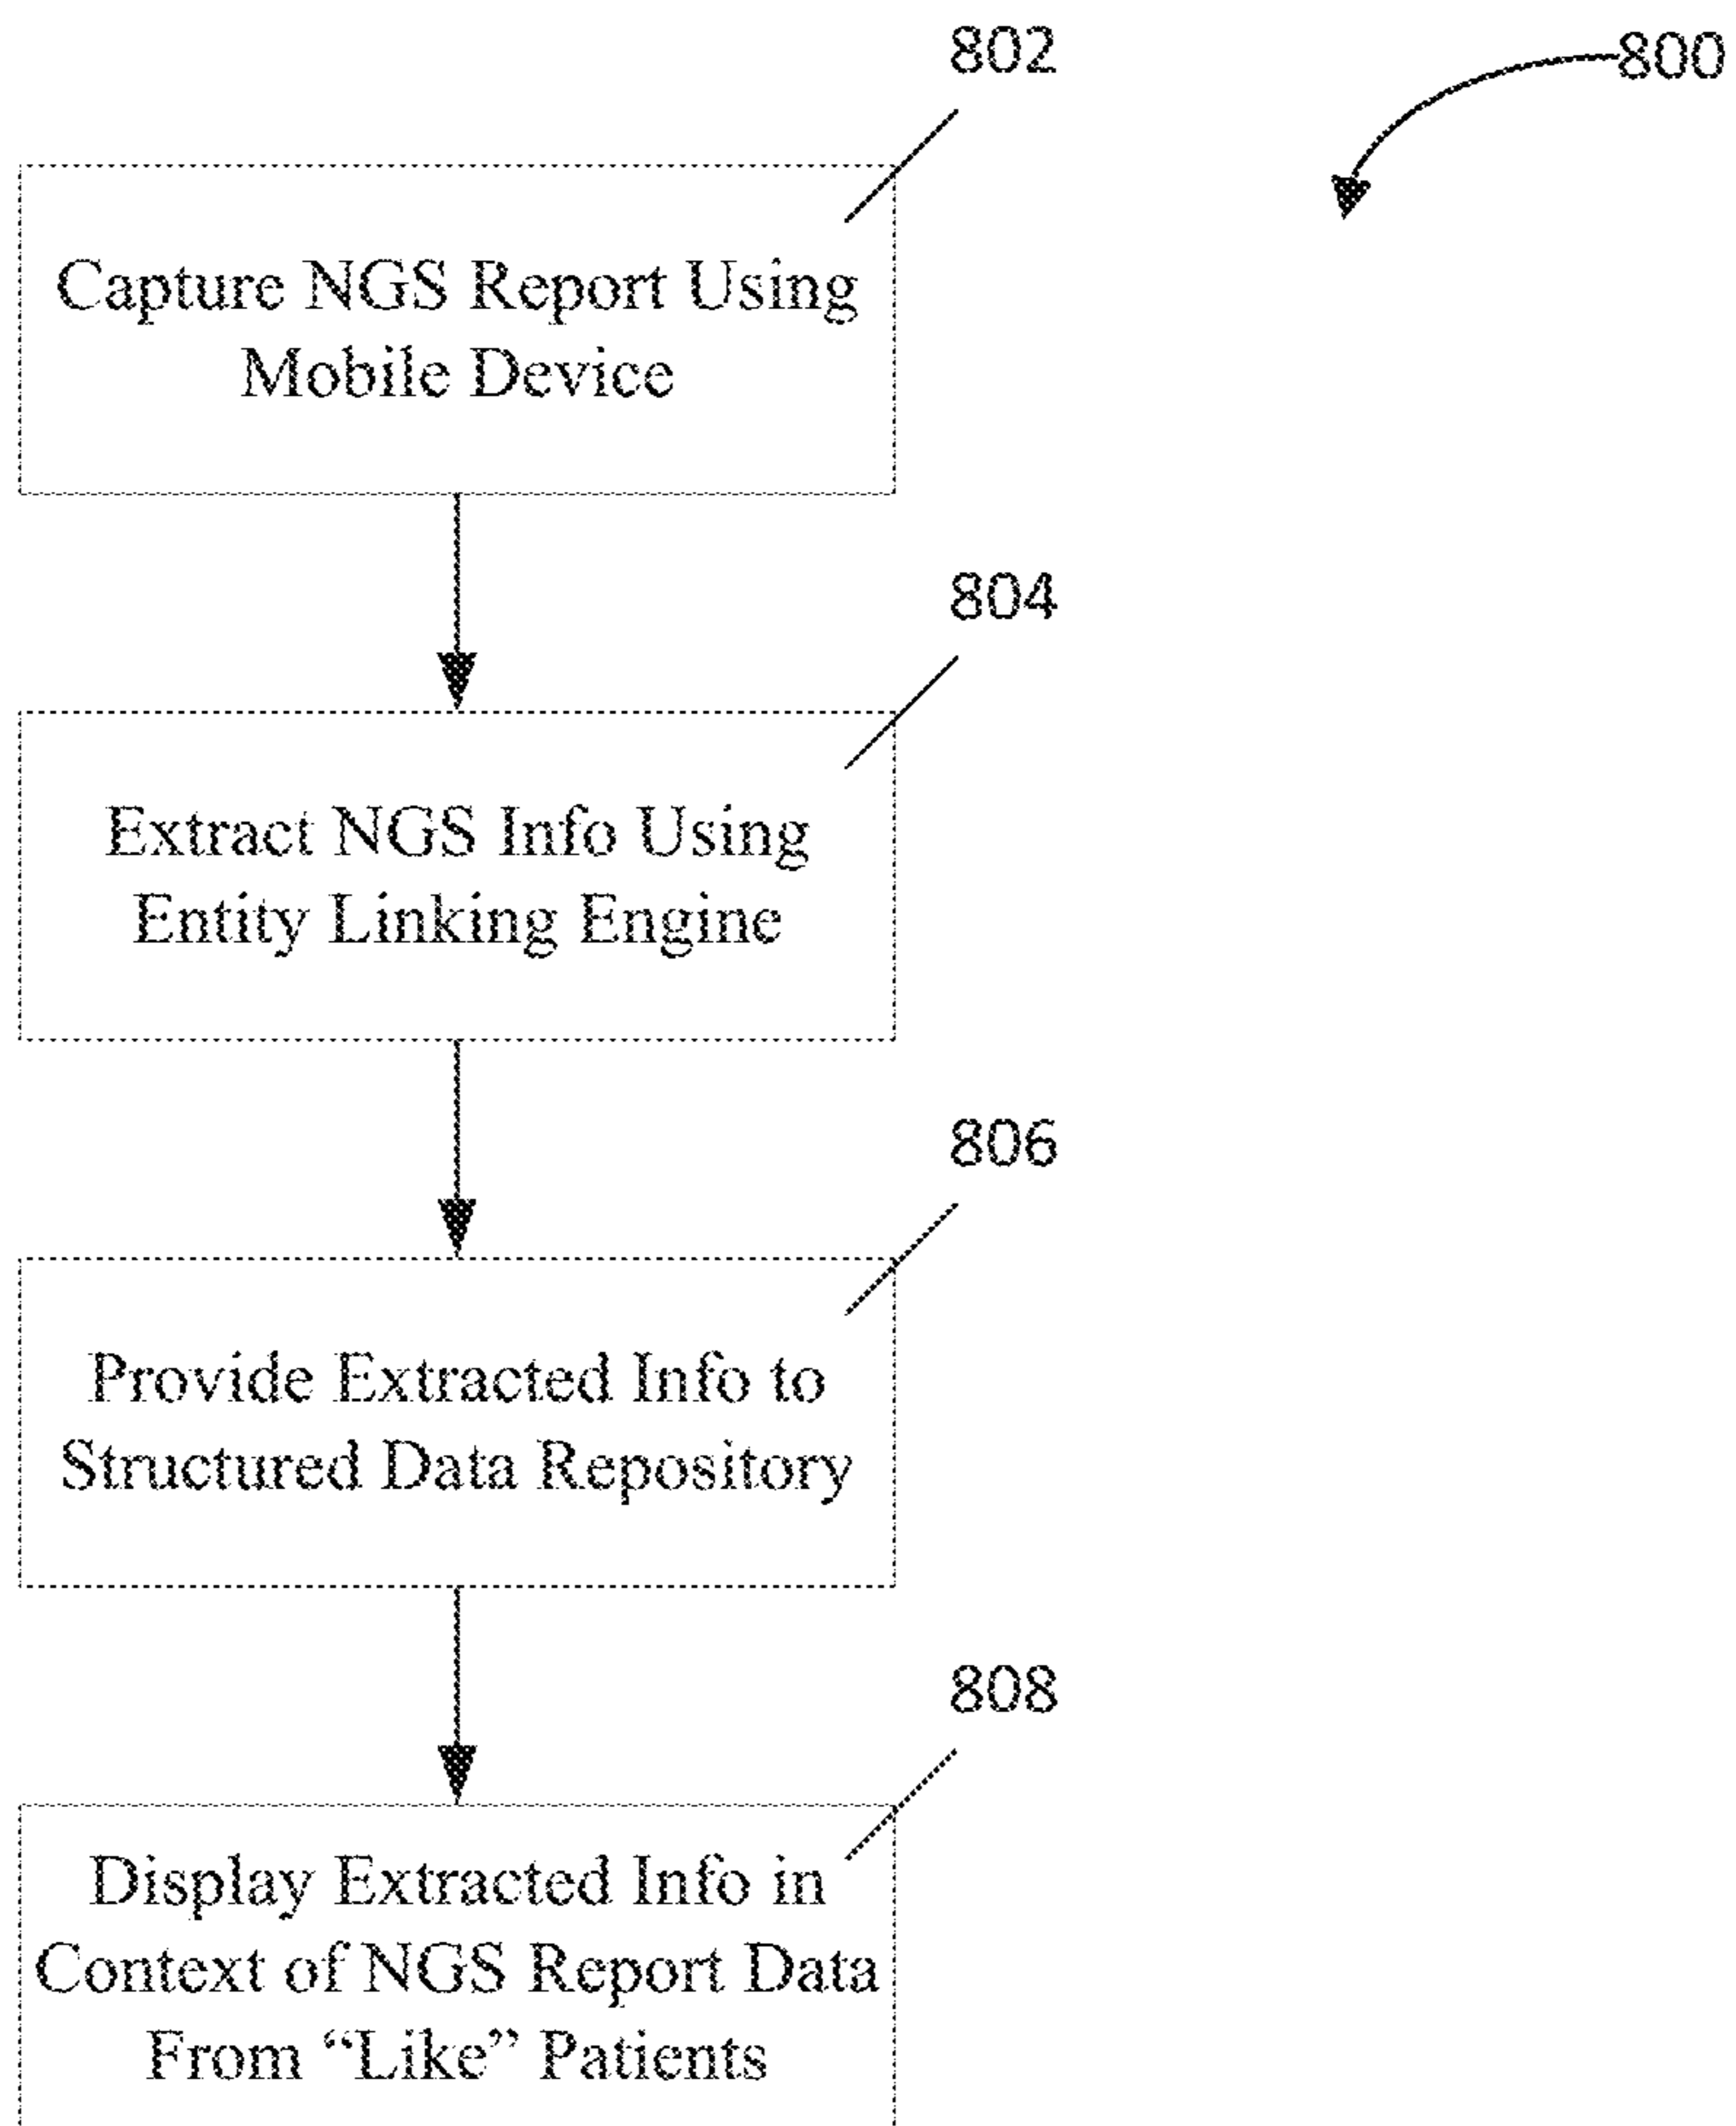 802
800
Capture NGS Report Using
Mobile Device
804
Extract NGS Info Using
Entity Linking Engine
806
Provide Extracted Info to
Structured Data Repository
808
Display Extracted Info in
Context of NGS Report Data
From “Like” Patients